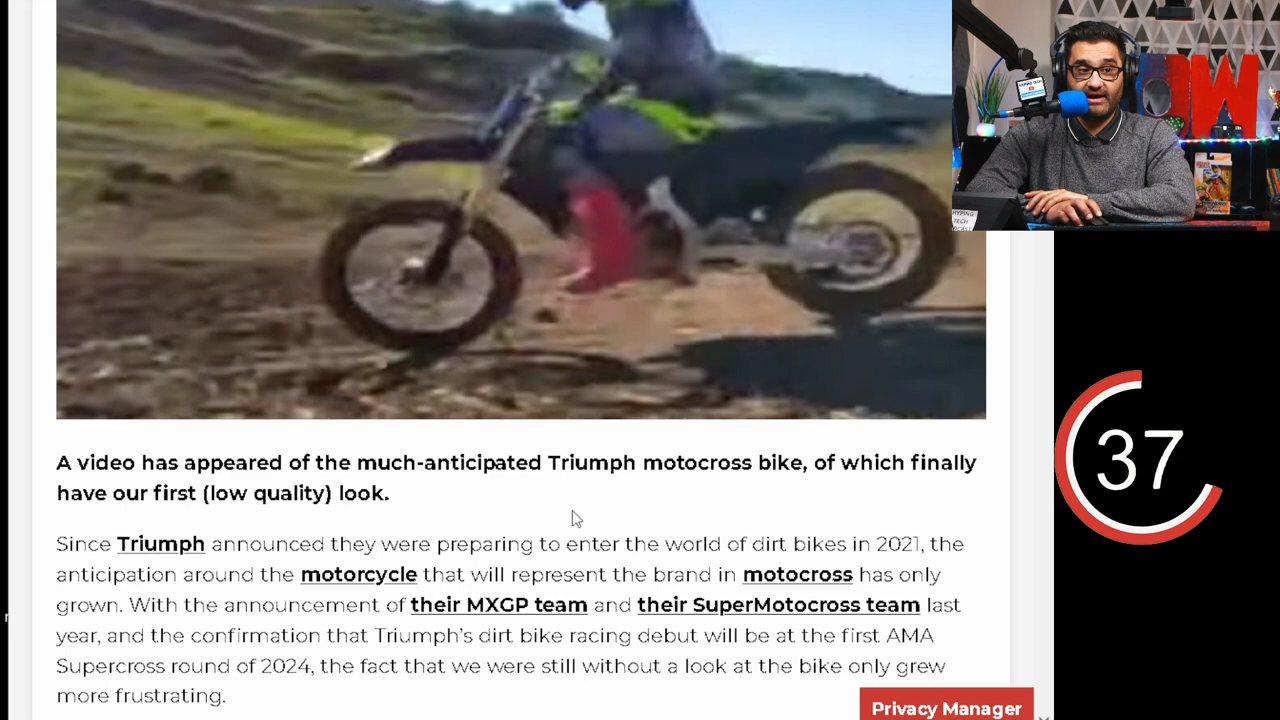 A video has appeared of the much-anticipated Triumph motocross bike, of which finally
have our first (low quality) look.
Since Triumph announced they were preparing to enter the world of dirt bikes in 2021, the
anticipation around the motorcycle that will represent the brand in motocross has only
grown. With the announcement of their MXGP team and their SuperMotocross team last
year, and the confirmation that Triumph's dirt bike racing debut will be at the first AMA
Supercross round of 2024, the fact that we were still without a look at the bike only grew
more frustrating.
Privacy Manager
37
HYPING
TECH